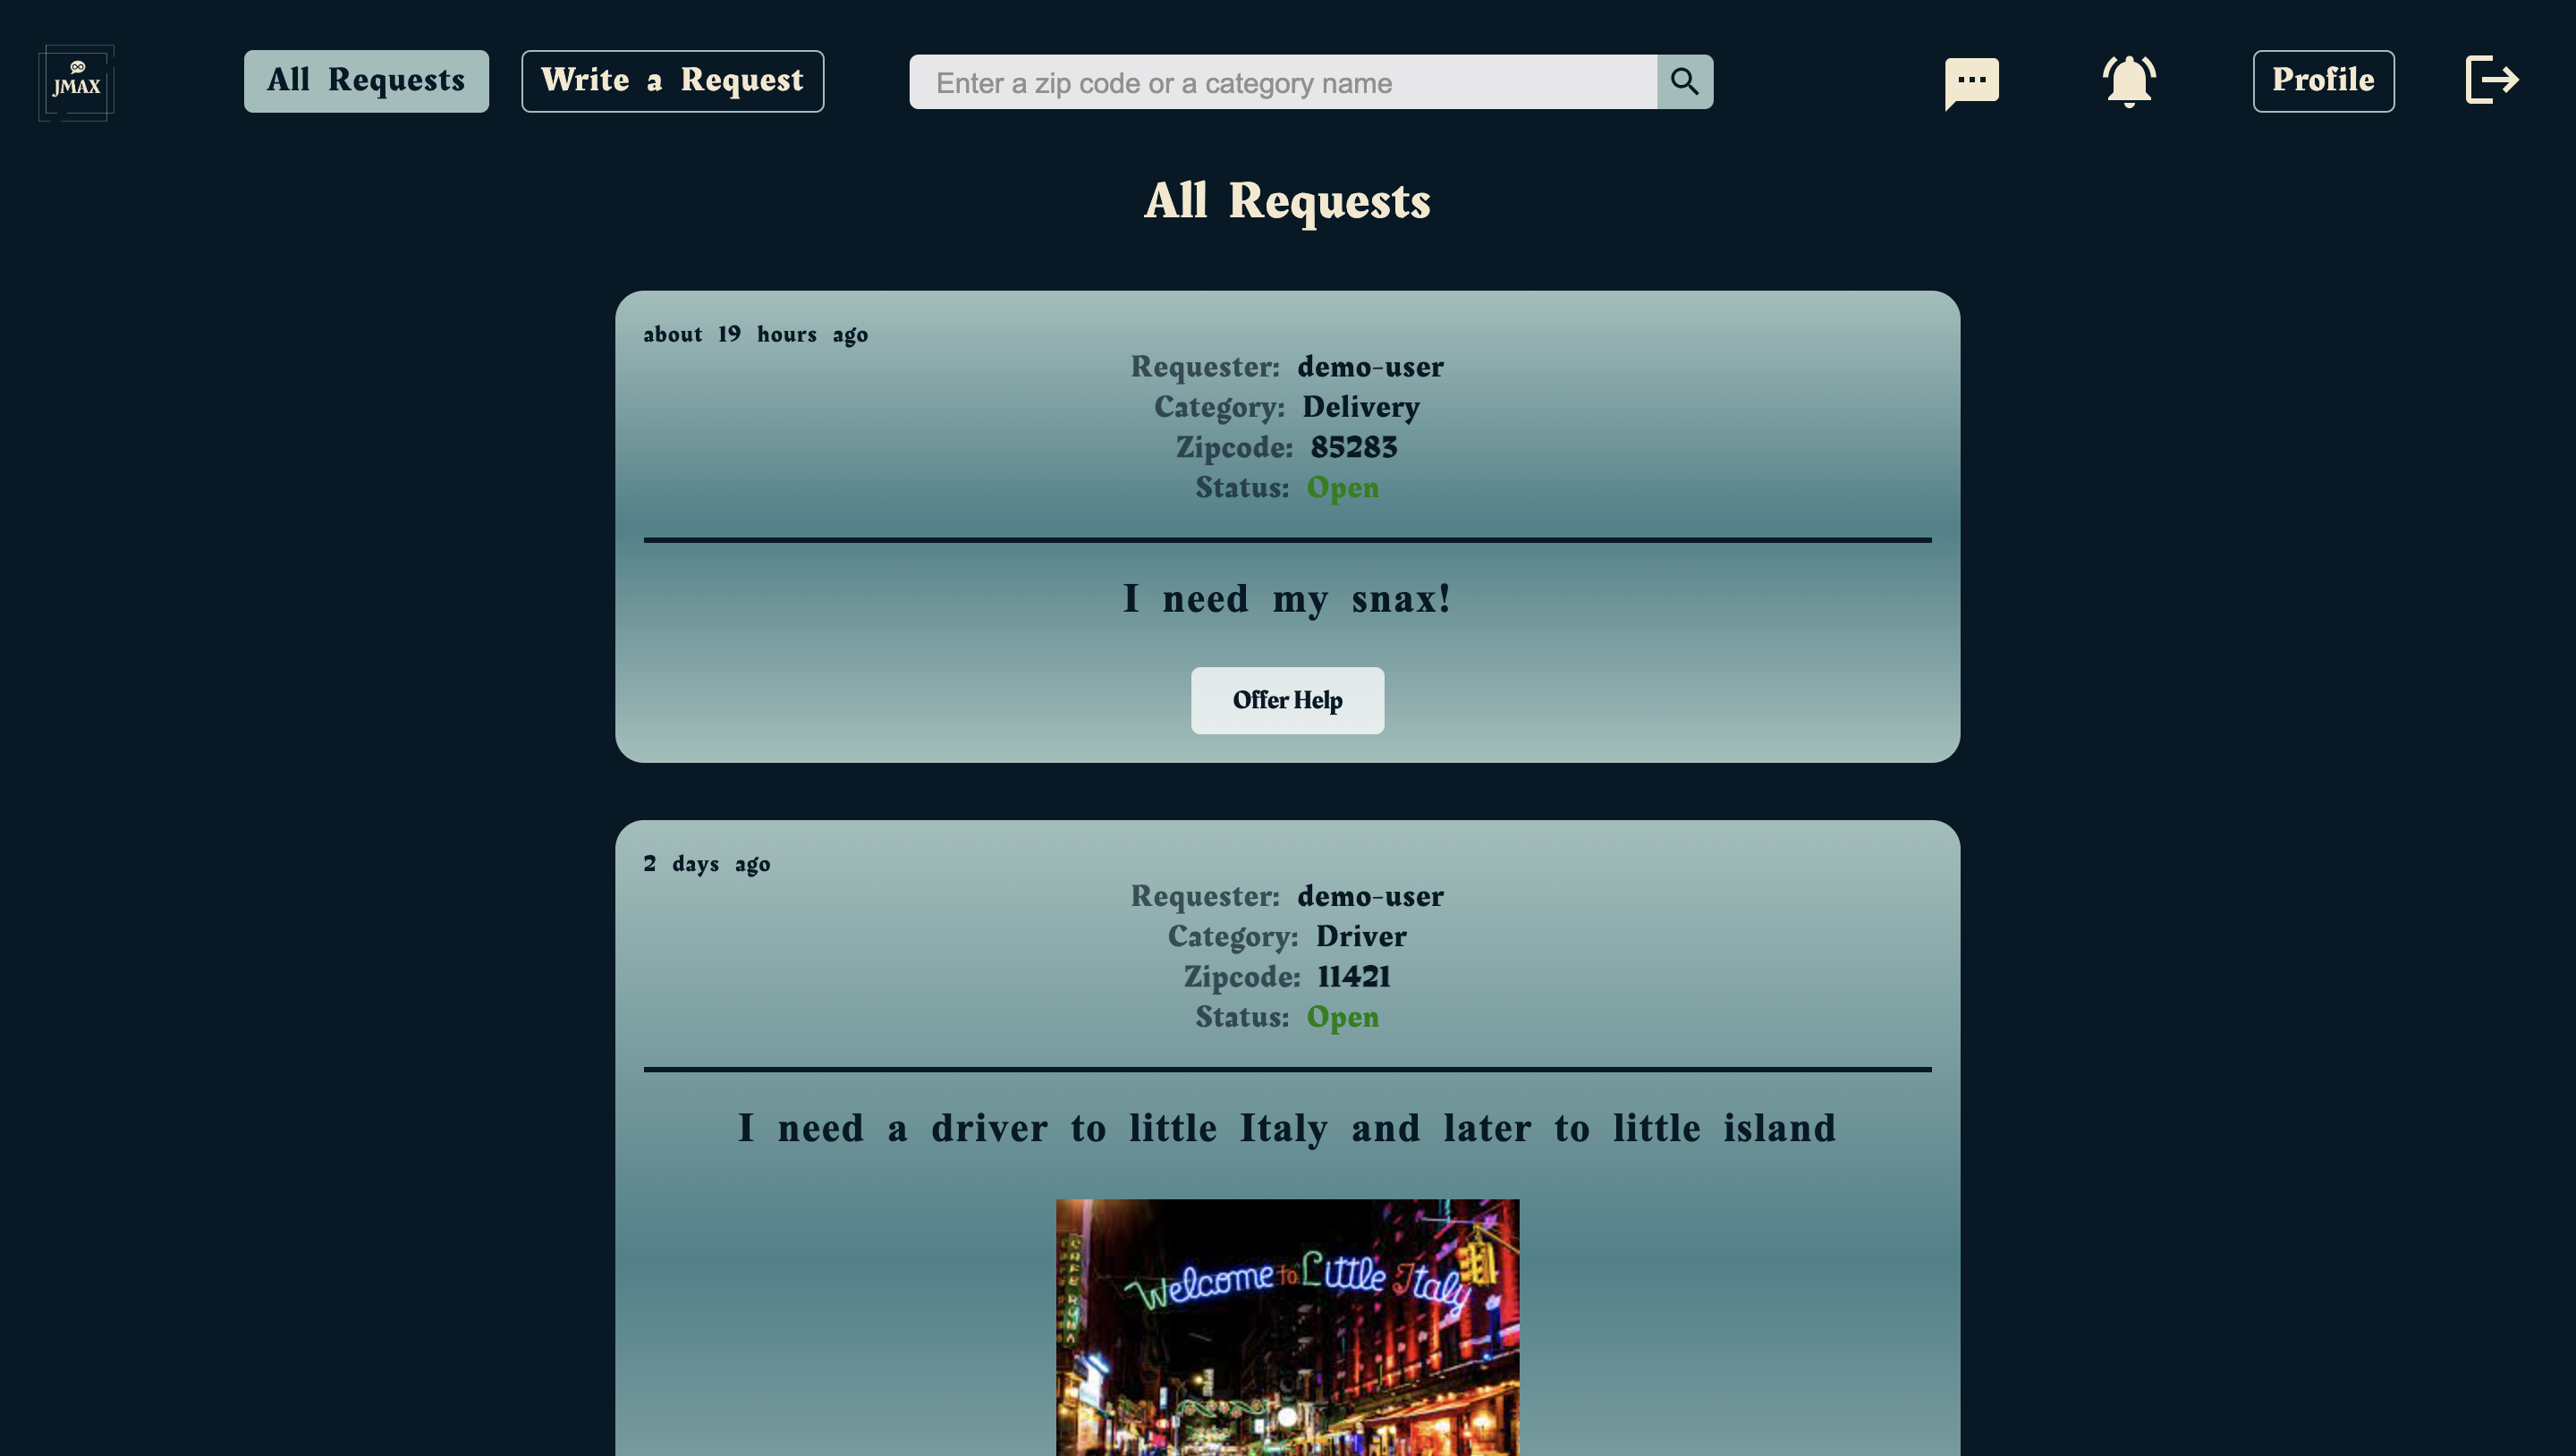 JMAX
All Requests
Write a Request
Enter a zip code or a category name
Profile
All Requests
about 19 hours ago
Requester: demo-user
Category: Delivery
Zipcode: 85283
Status: Open
I need my snax!
Offer Help
2 days ago
Requester: demo-user
Category: Driver
Zipcode: 11421
Status: Open
I need a driver to little Italy and later to little island
Welcome to Little Italy